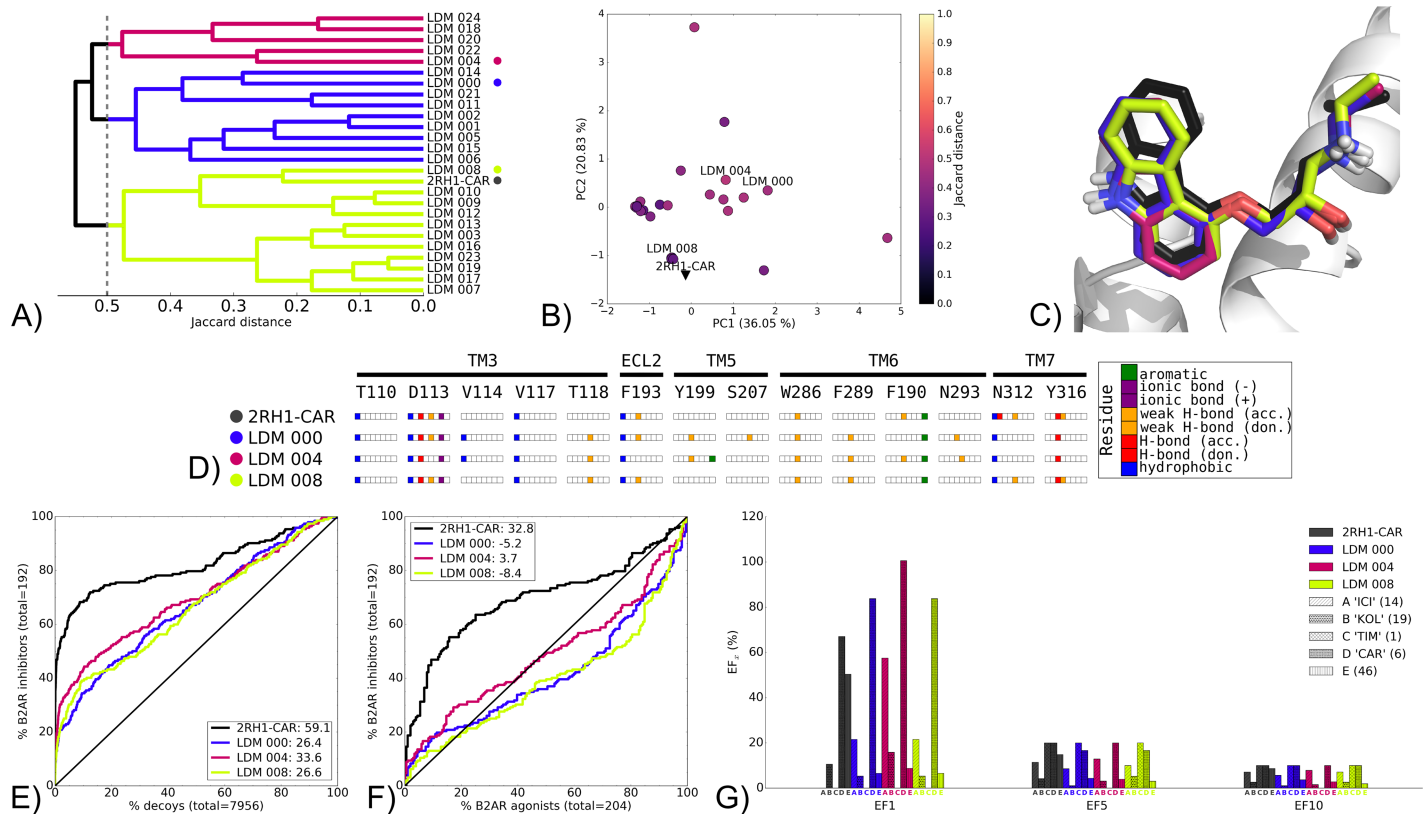 LDM 024
LDM 018
LDM 020
LDM 022
LDM 004
LDM 014
LDM 000
LDM 021
LDM 011
LDM 002
LDM 001
LDM 005
LDM 015
LDM 006
LDM 008
2RH1-CAR
LDM 010
LDM 009
LDM 012
LDM 013
LDM 003
LDM 016
LDM 023
LDM 019
LDM 017
LDM 007
0.5 0.4 0.3 0.2 0.1 0.0
Jaccard distance
A)
4
3
2
1
0
−1
−2
PC2 (20.83 %)
LDM 004
LDM 000
LDM 008
2RH1-CAR
−2 −1 0 1 2 3 4 5
PC1 (36.05 %)
B)
1.0
0.9
0.8
0.7
0.6
0.5
0.4
0.3
0.2
0.1
0.0
Jaccard distance
C)
TM3 ECL2 TM5 TM6 TM7
T110 D113 V114 V117 T118 F193 Y199 S207 W286 F289 F190 N293 N312 Y316
2RH1-CAR
LDM 000
LDM 004
LDM 008
D)
Residue
aromatic
ionic bond (-)
ionic bond (+)
weak H-bond (acc.)
weak H-bond (don.)
H-bond (acc.)
H-bond (don.)
hydrophobic
100
80
60
40
20
0
% B2AR inhibitors (total=192)
2RH1-CAR: 59.1
LDM 000: 26.4
LDM 004: 33.6
LDM 008: 26.6
0 20 40 60 80 100
% decoys (total=7956)
E)
100
80
60
40
20
0
% B2AR inhibitors (total=192)
2RH1-CAR: 32.8
LDM 000: -5.2
LDM 004: 3.7
LDM 008: -8.4
0 20 40 60 80 100
% B2AR agonists (total=204)
F)
120
100
80
60
40
20
0
EFx (%)
A B C D E A B C D E A B C D E A B C D E
EF1
A B C D E A B C D E A B C D E A B C D E
EF5
A B C D E A B C D E A B C D E A B C D E
EF10
2RH1-CAR
LDM 000
LDM 004
LDM 008
A 'ICI' (14)
B 'KOL' (19)
C 'TIM' (1)
D 'CAR' (6)
E (46)
G)